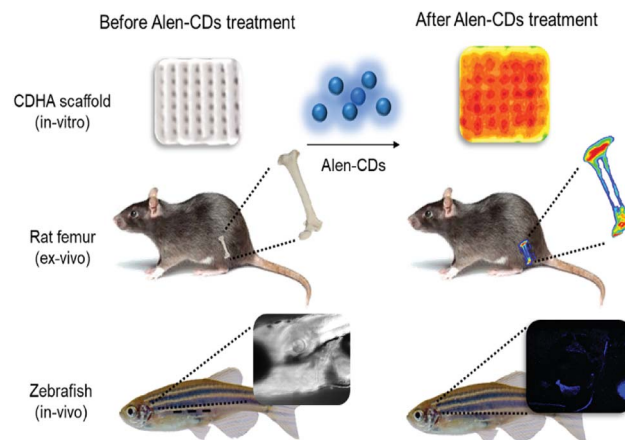 Before Alen-CDs treatment
After Alen-CDs treatment
CDHA scaffold
(in-vitro)
Alen-CDs
Rat femur
(ex-vivo)
Zebrafish
(in-vivo)